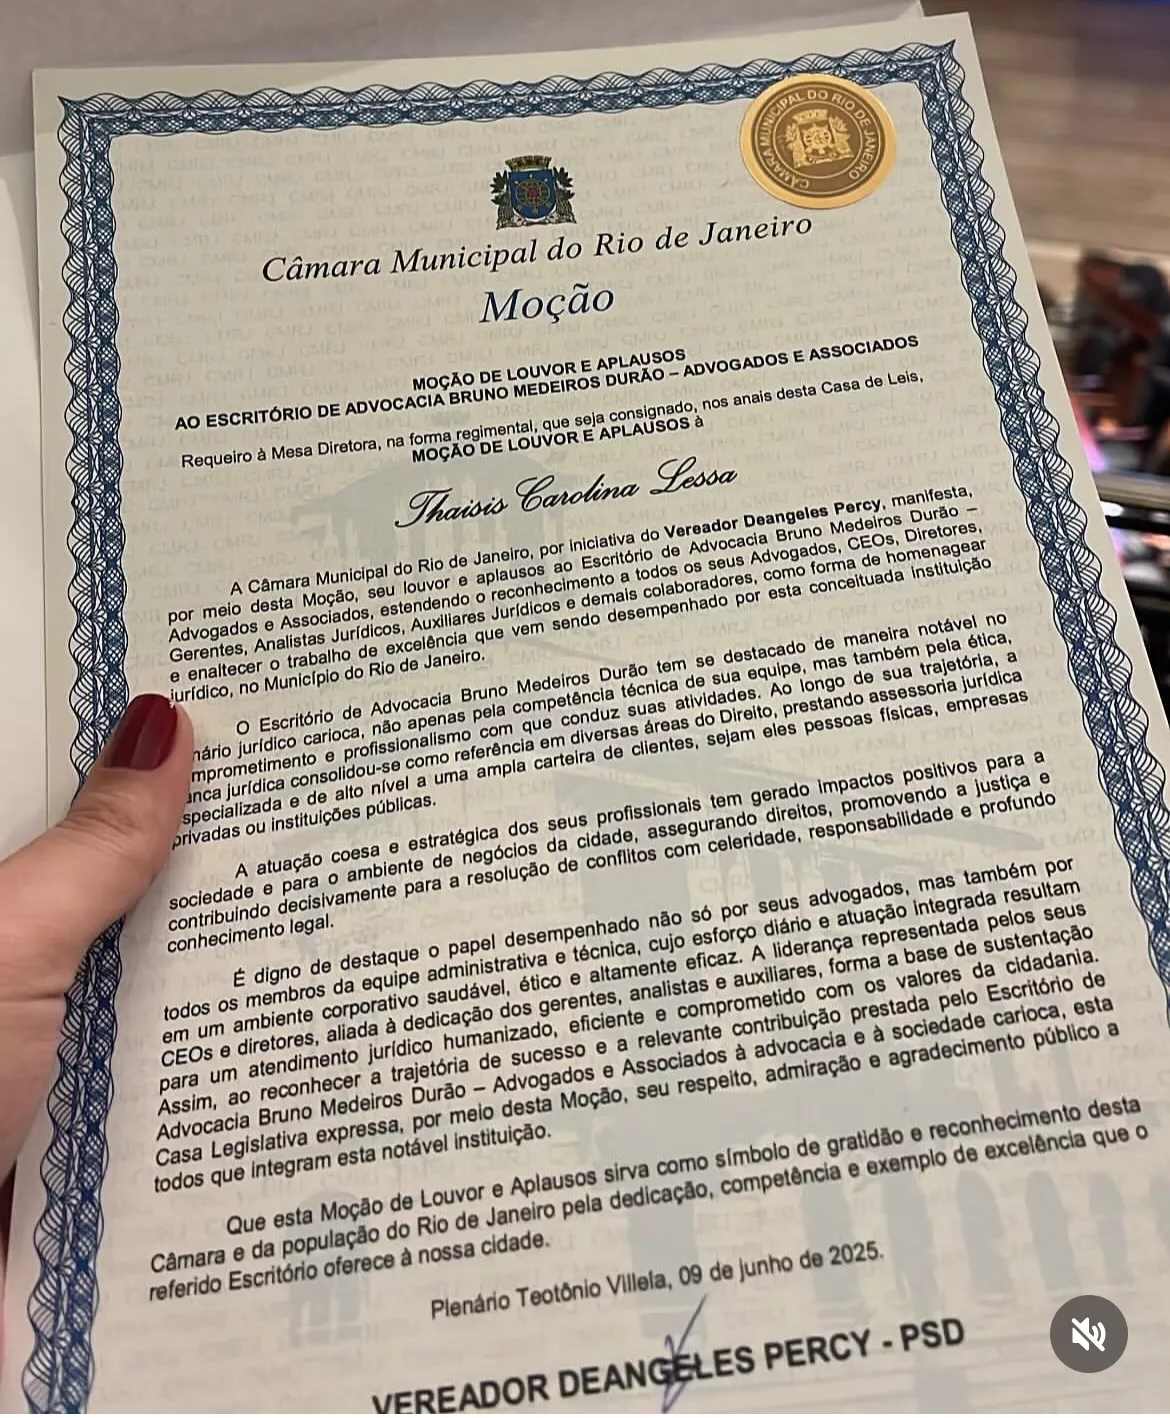 CÂMARA MUNICIPAL DO RIO DE JANEIRO
Câmara Municipal do Rio de Janeiro
Moção
MOÇÃO DE LOUVOR E APLAUSOS
AO ESCRITÓRIO DE ADVOCACIA BRUNO MEDEIROS DURÃO – ADVOGADOS E ASSOCIADOS
Requeiro à Mesa Diretora, na forma regimental, que seja consignado, nos anais desta Casa de Leis,
MOÇÃO DE LOUVOR E APLAUSOS à
Thaisis Carolina Lessa
A Câmara Municipal do Rio de Janeiro, por iniciativa do Vereador Deangeles Percy, manifesta,
por meio desta Moção, seu louvor e aplausos ao Escritório de Advocacia Bruno Medeiros Durão –
Advogados e Associados, estendendo o reconhecimento a todos os seus Advogados, CEOs, Diretores,
Gerentes, Analistas Jurídicos, Auxiliares Jurídicos e demais colaboradores, como forma de homenagear
e enaltecer o trabalho de excelência que vem sendo desempenhado por esta conceituada instituição
jurídico, no Município do Rio de Janeiro.
O Escritório de Advocacia Bruno Medeiros Durão tem se destacado de maneira notável no
nário jurídico carioca, não apenas pela competência técnica de sua equipe, mas também pela ética,
mprometimento e profissionalismo com que conduz suas atividades. Ao longo de sua trajetória, a
anca jurídica consolidou-se como referência em diversas áreas do Direito, prestando assessoria jurídica
specializada e de alto nível a uma ampla carteira de clientes, sejam eles pessoas físicas, empresas
privadas ou instituições públicas.
A atuação coesa e estratégica dos seus profissionais tem gerado impactos positivos para a
sociedade e para o ambiente de negócios da cidade, assegurando direitos, promovendo a justiça e
contribuindo decisivamente para a resolução de conflitos com celeridade, responsabilidade e profundo
conhecimento legal.
É digno de destaque o papel desempenhado não só por seus advogados, mas também por
todos os membros da equipe administrativa e técnica, cujo esforço diário e atuação integrada resultam
em um ambiente corporativo saudável, ético e altamente eficaz. A liderança representada pelos seus
CEOs e diretores, aliada à dedicação dos gerentes, analistas e auxiliares, forma a base de sustentação
para um atendimento jurídico humanizado, eficiente e comprometido com os valores da cidadania.
Assim, ao reconhecer a trajetória de sucesso e a relevante contribuição prestada pelo Escritório de
Advocacia Bruno Medeiros Durão – Advogados e Associados à advocacia e à sociedade carioca, esta
Casa Legislativa expressa, por meio desta Moção, seu respeito, admiração e agradecimento público a
todos que integram esta notável instituição.
Que esta Moção de Louvor e Aplausos sirva como símbolo de gratidão e reconhecimento desta
Câmara e da população do Rio de Janeiro pela dedicação, competência e exemplo de excelência que o
referido Escritório oferece à nossa cidade.
Plenário Teotônio Villela, 09 de junho de 2025.
VEREADOR DEANGELES PERCY - PSD